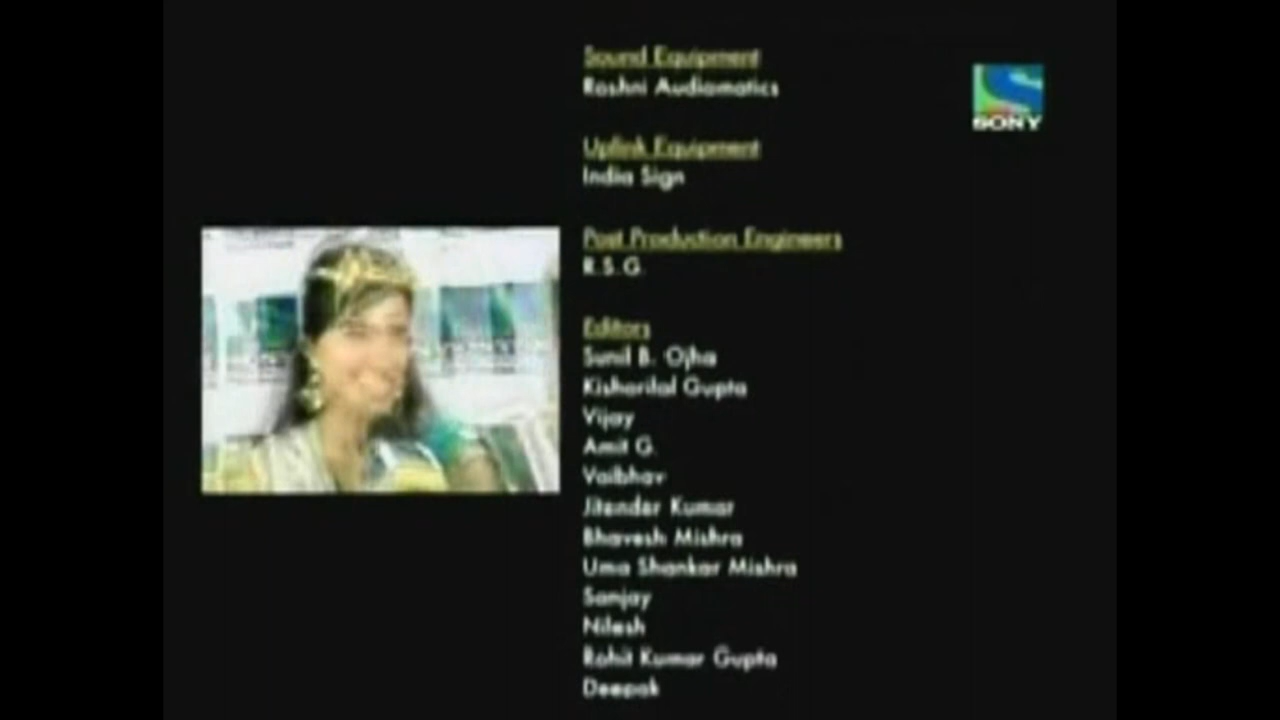 Sound Equipment
Roshni Audiomatics
SONY
Uplink Equipment
India Sign
Post Production Engineers
R.S.G.
Editors
Sunil B. Ojha
Kishorilal Gupta
Vijay
Amit G.
Vaibhav
Jitender Kumar
Bhavesh Mishra
Uma Shankar Mishra
Sanjay
Nilesh
Rohit Kumar Gupta
Deepak